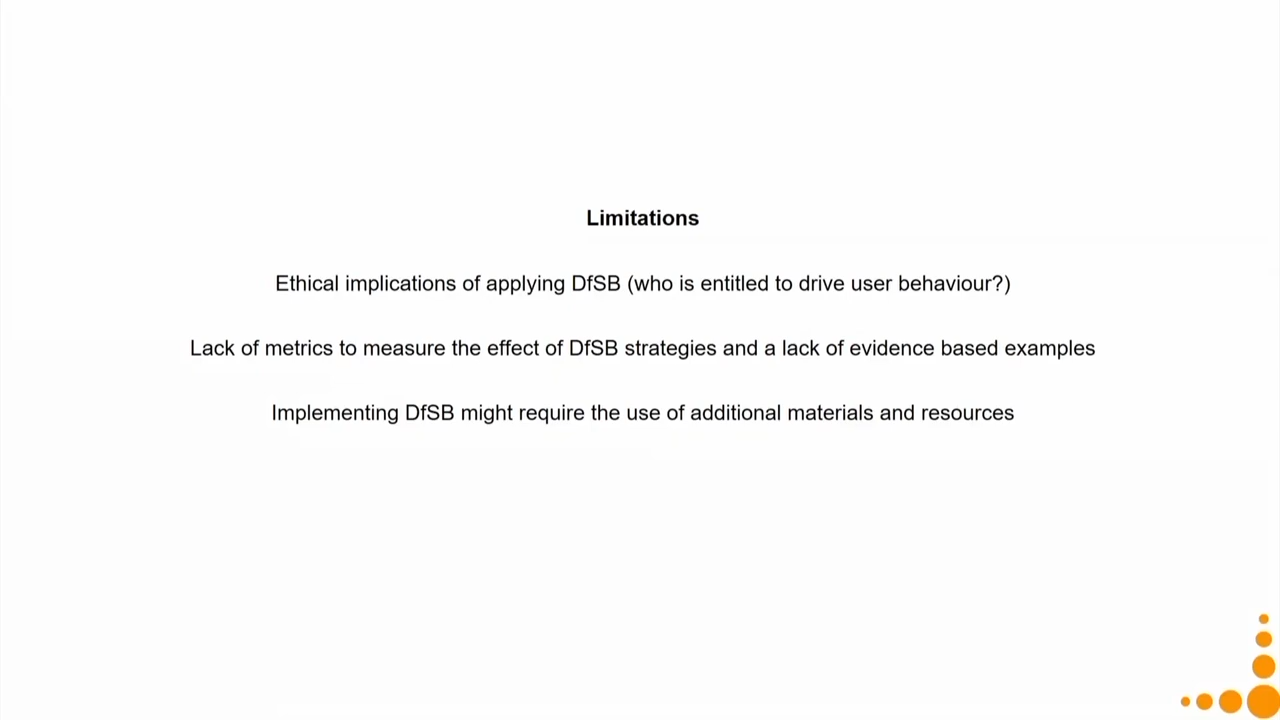 Limitations
Ethical implications of applying DfSB (who is entitled to drive user behaviour?)
Lack of metrics to measure the effect of DfSB strategies and a lack of evidence based examples
Implementing DfSB might require the use of additional materials and resources